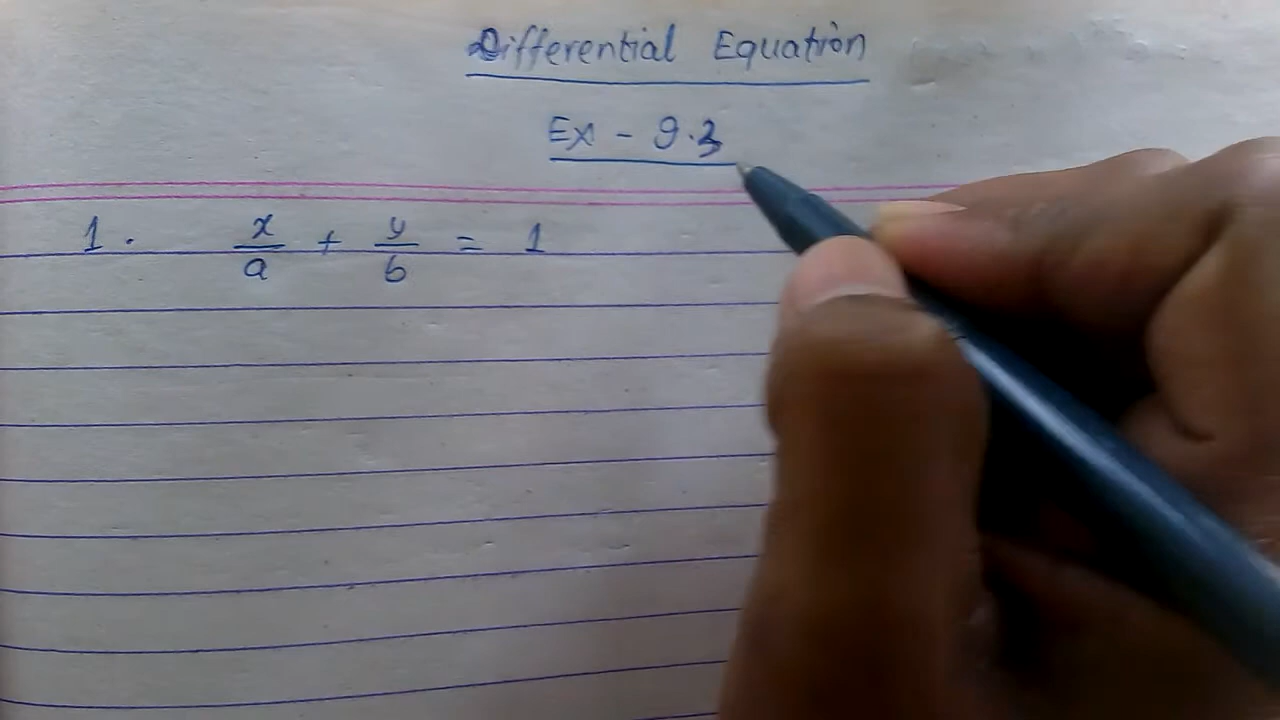 Differential Equation
Ex - 9.3
1. x/a + y/b = 1